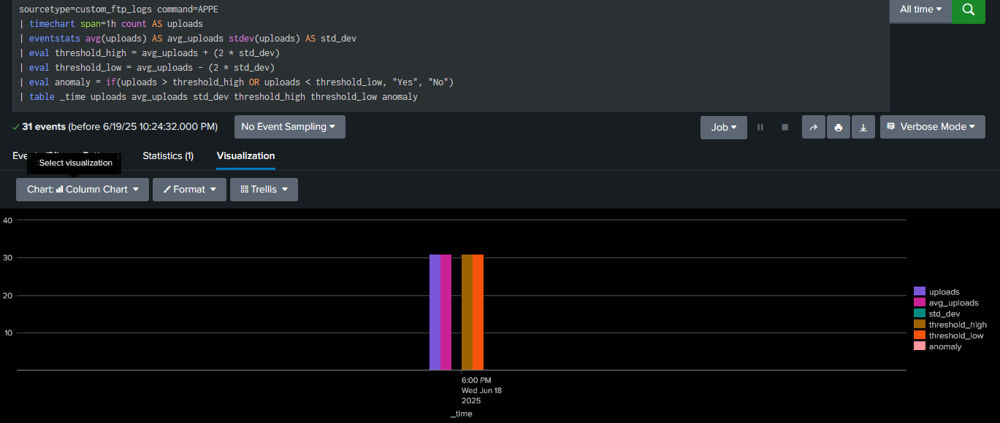 sourcetype=custom_ftp_logs command=APPE
| timechart span=1h count AS uploads
| eventstats avg(uploads) AS avg_uploads stdev(uploads) AS std_dev
| eval threshold_high = avg_uploads + (2 * std_dev)
| eval threshold_low = avg_uploads - (2 * std_dev)
| eval anomaly = if(uploads > threshold_high OR uploads < threshold_low, "Yes", "No")
| table _time uploads avg_uploads std_dev threshold_high threshold_low anomaly
All time
31 events (before 6/19/25 10:24:32.000 PM)
No Event Sampling
Job
Verbose Mode
Statistics (1)
Visualization
Select visualization
Chart: Column Chart
Format
Trellis
40
30
20
10
uploads
avg_uploads
std_dev
threshold_high
threshold_low
anomaly
6:00 PM
Wed Jun 18
2025
_time